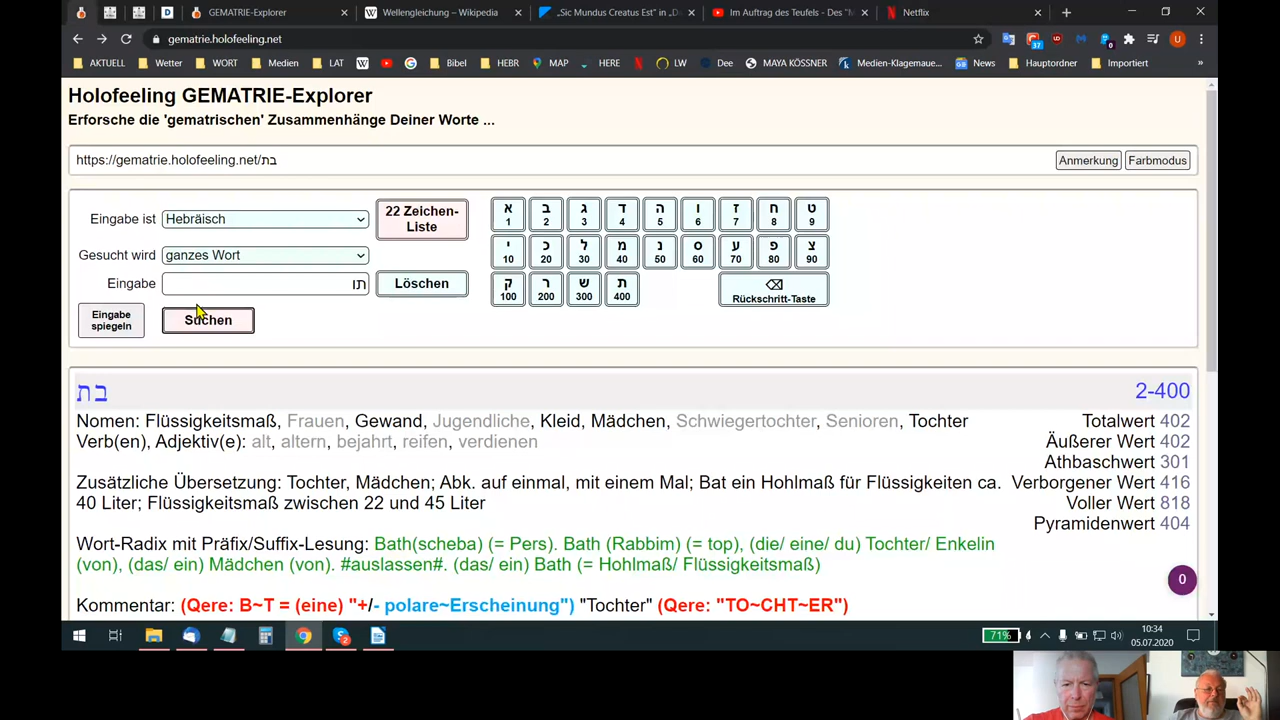 GEMATRIE-Explorer
Wellengleichung – Wikipedia
„Sic Mundus Creatus Est" in „Da
Im Auftrag des Teufels - Des "M
Netflix
gematrie.holofeeling.net
37
0
U
AKTUELL Wetter WORT Medien LAT Bibel HEBR MAP HERE LW Dee MAYA KÖSSNER Medien-Klagemaue... News Hauptordner Importiert »
Holofeeling GEMATRIE-Explorer
Erforsche die 'gematrischen' Zusammenhänge Deiner Worte ...
https://gematrie.holofeeling.net/בת
Anmerkung Farbmodus
Eingabe ist Hebräisch
22 Zeichen-Liste
Gesucht wird ganzes Wort
Eingabe תו
Löschen
Eingabe spiegeln
Suchen
א ב ג ד ה ו ז ח ט
1 2 3 4 5 6 7 8 9
י כ ל מ נ ס ע פ צ
10 20 30 40 50 60 70 80 90
ק ר ש ת
100 200 300 400
Rückschritt-Taste
בת 2-400
Nomen: Flüssigkeitsmaß, Frauen, Gewand, Jugendliche, Kleid, Mädchen, Schwiegertochter, Senioren, Tochter
Verb(en), Adjektiv(e): alt, altern, bejahrt, reifen, verdienen
Totalwert 402
Äußerer Wert 402
Athbaschwert 301
Verborgener Wert 416
Voller Wert 818
Pyramidenwert 404
Zusätzliche Übersetzung: Tochter, Mädchen; Abk. auf einmal, mit einem Mal; Bat ein Hohlmaß für Flüssigkeiten ca.
40 Liter; Flüssigkeitsmaß zwischen 22 und 45 Liter
Wort-Radix mit Präfix/Suffix-Lesung: Bath(scheba) (= Pers). Bath (Rabbim) (= top), (die/ eine/ du) Tochter/ Enkelin
(von), (das/ ein) Mädchen (von). #auslassen#. (das/ ein) Bath (= Hohlmaß/ Flüssigkeitsmaß)
Kommentar: (Qere: B~T = (eine) "+/- polare~Erscheinung") "Tochter" (Qere: "TO~CHT~ER")
0
71%
10:34
05.07.2020